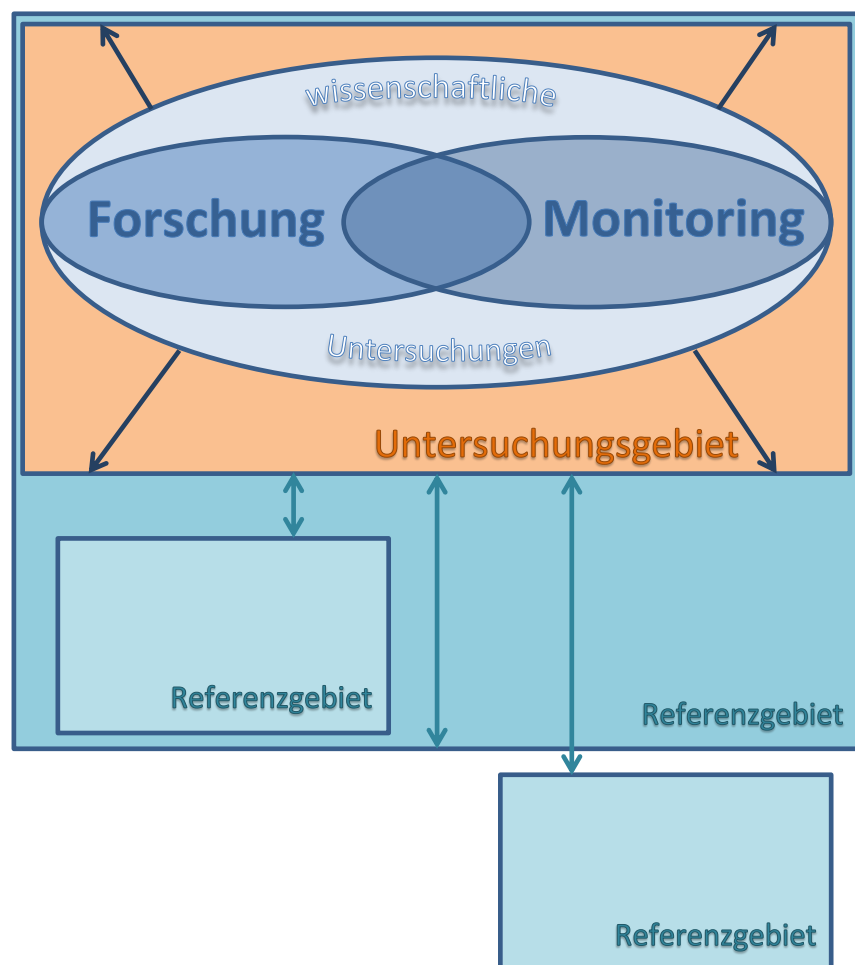 wissenschaftliche
Forschung
Monitoring
Untersuchungen
Untersuchungsgebiet
Referenzgebiet
Referenzgebiet
Referenzgebiet